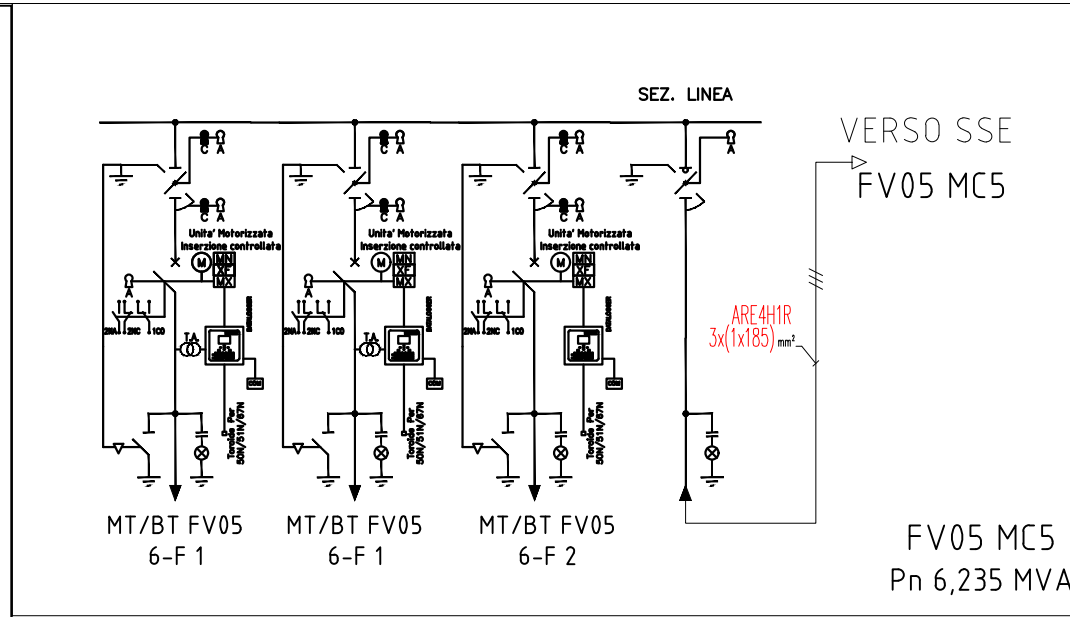 SEZ. LINEA
VERSO SSE
FV05 MC5
C A
C A
C A
A
C A
C A
C A
Unita' Motorizzata
Inserzione controllata
Unita' Motorizzata
Inserzione controllata
Unita' Motorizzata
Inserzione controllata
M
MN
XF
MX
M
MN
XF
MX
M
MN
XF
MX
A
A
A
2NA 2NC 1CO
2NA 2NC 1CO
2NA 2NC 1CO
T.A.
T.A.
COM
COM
COM
Toroide Per
50N/51N/67N
Toroide Per
50N/51N/67N
Toroide Per
50N/51N/67N
ARE4H1R
3x(1x185) mm²
MT/BT FV05
6-F 1
MT/BT FV05
6-F 1
MT/BT FV05
6-F 2
FV05 MC5
Pn 6,235 MVA